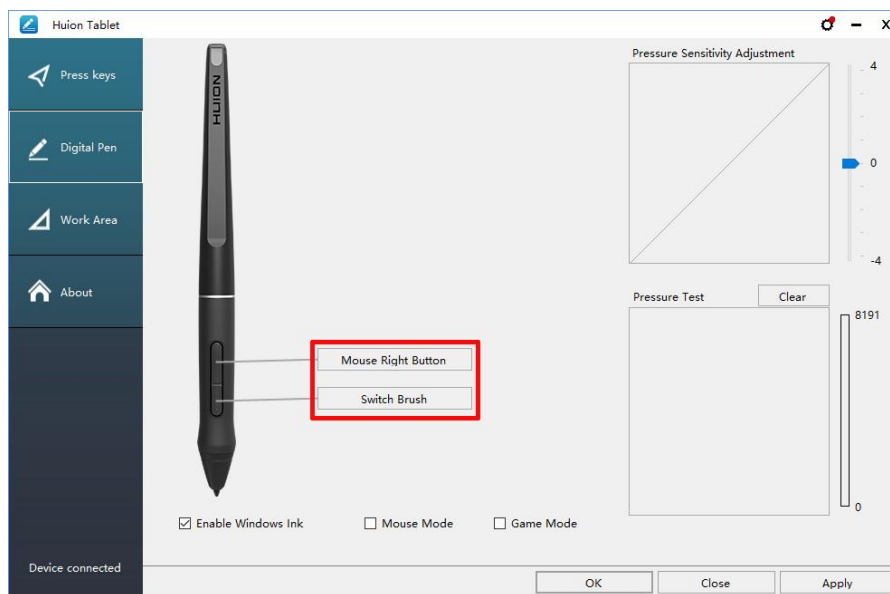 Huion Tablet
X
Press keys
Digital Pen
Work Area
About
Device connected
HUION
Mouse Right Button
Switch Brush
Enable Windows Ink
Mouse Mode
Game Mode
Pressure Sensitivity Adjustment
4
0
-4
Pressure Test
Clear
8191
0
OK
Close
Apply